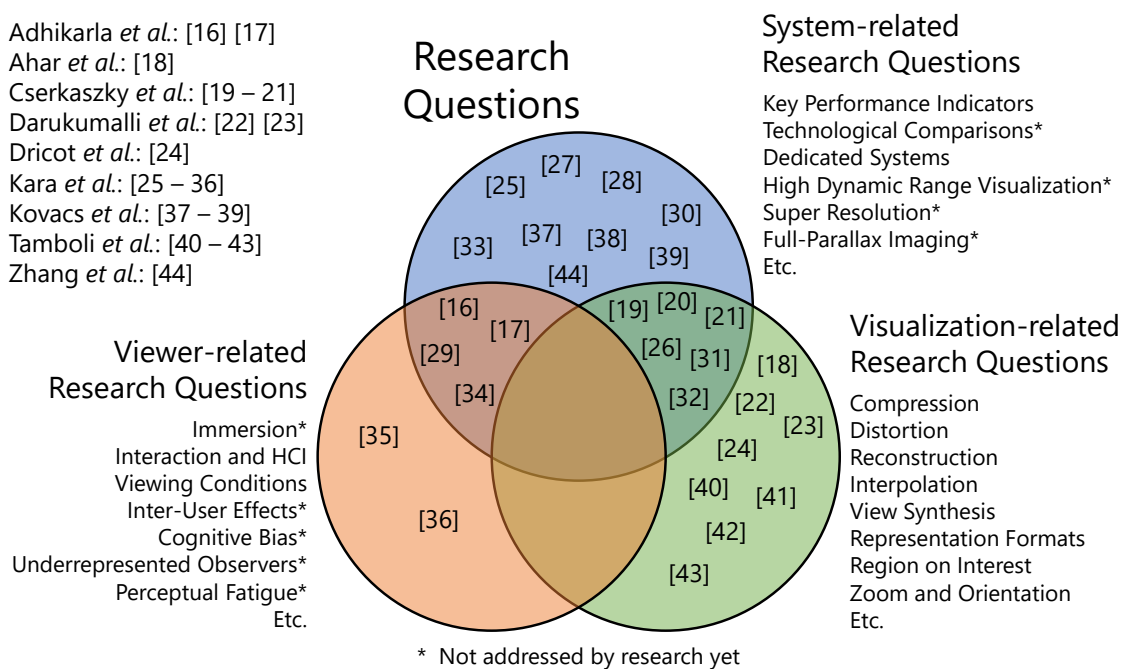 Adhikarla et al.: [16] [17]
Ahar et al.: [18]
Cserkaszky et al.: [19 – 21]
Darukumalli et al.: [22] [23]
Dricot et al.: [24]
Kara et al.: [25 – 36]
Kovacs et al.: [37 – 39]
Tamboli et al.: [40 – 43]
Zhang et al.: [44]
Research
Questions
System-related
Research Questions
Key Performance Indicators
Technological Comparisons*
Dedicated Systems
High Dynamic Range Visualization*
Super Resolution*
Full-Parallax Imaging*
Etc.
[27]
[25]
[28]
[30]
[33]
[37]
[38]
[39]
[44]
[16]
[17]
[29]
[34]
[19]
[20]
[21]
[26]
[31]
[32]
Viewer-related
Research Questions
Immersion*
Interaction and HCI
Viewing Conditions
Inter-User Effects*
Cognitive Bias*
Underrepresented Observers*
Perceptual Fatigue*
Etc.
[35]
[36]
[18]
[22]
[23]
[24]
[40]
[41]
[42]
[43]
Visualization-related
Research Questions
Compression
Distortion
Reconstruction
Interpolation
View Synthesis
Representation Formats
Region on Interest
Zoom and Orientation
Etc.
* Not addressed by research yet